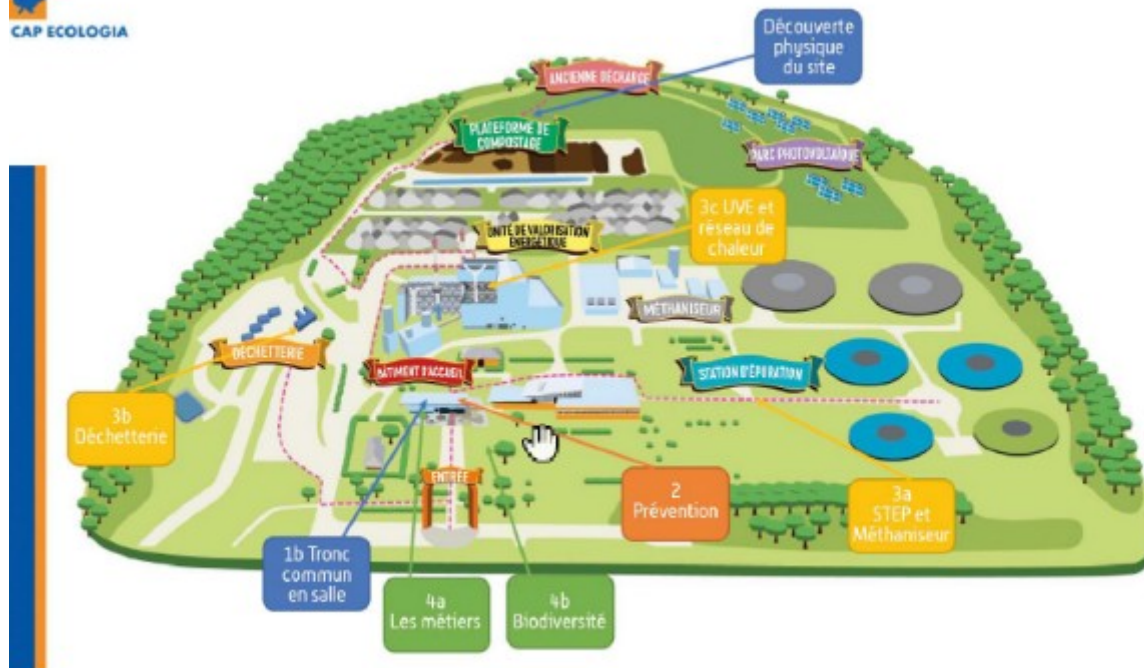 CAP ECOLOGIA
Découverte
physique
du site
ANCIENNE DÉCHARGE
PLATEFORME DE
COMPOSTAGE
PARC PHOTOVOLTAÏQUE
3c UVE et
réseau de
chaleur
UNITÉ DE VALORISATION
ÉNERGÉTIQUE
MÉTHANISEUR
DÉCHETTERIE
BÂTIMENT D'ACCUEIL
STATION D'ÉPURATION
3b
Déchetterie
ENTRÉE
2
Prévention
3a
STEP et
Méthaniseur
1b Tronc
commun
en salle
4a
Les métiers
4b
Biodiversité